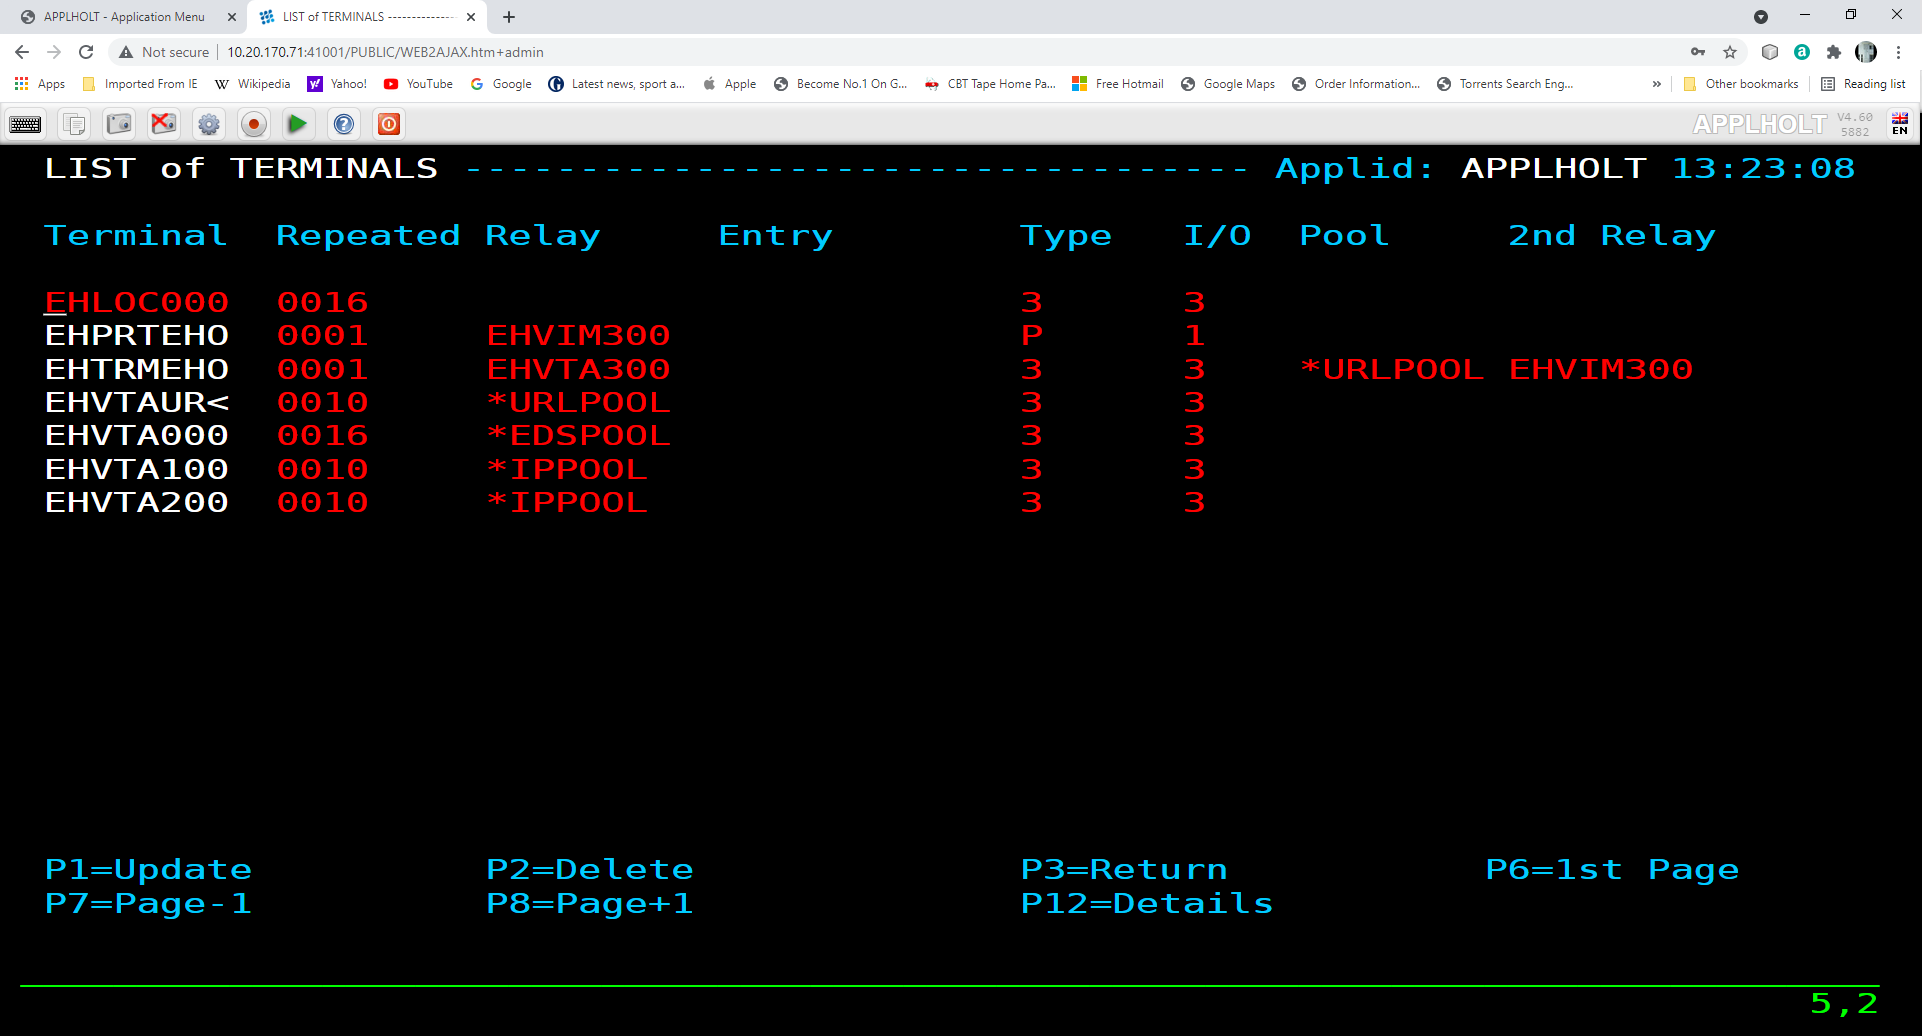 APPLHOLT - Application Menu
LIST of TERMINALS --------------
Not secure 10.20.170.71:41001/PUBLIC/WEB2AJAX.htm+admin
Apps Imported From IE Wikipedia Yahoo! YouTube Google Latest news, sport a... Apple Become No.1 On G... CBT Tape Home Pa... Free Hotmail Google Maps Order Information... Torrents Search Eng... » Other bookmarks Reading list
APPLHOLT V4.60
5882
EN
LIST of TERMINALS ---------------------------------- Applid: APPLHOLT 13:23:08
Terminal Repeated Relay Entry Type I/O Pool 2nd Relay
EHLOC000 0016 3 3
EHPRTEHO 0001 EHVIM300 P 1
EHTRMEHO 0001 EHVTA300 3 3 *URLPOOL EHVIM300
EHVTAUR< 0010 *URLPOOL 3 3
EHVTA000 0016 *EDSPOOL 3 3
EHVTA100 0010 *IPPOOL 3 3
EHVTA200 0010 *IPPOOL 3 3
P1=Update P2=Delete P3=Return P6=1st Page
P7=Page-1 P8=Page+1 P12=Details
5,2